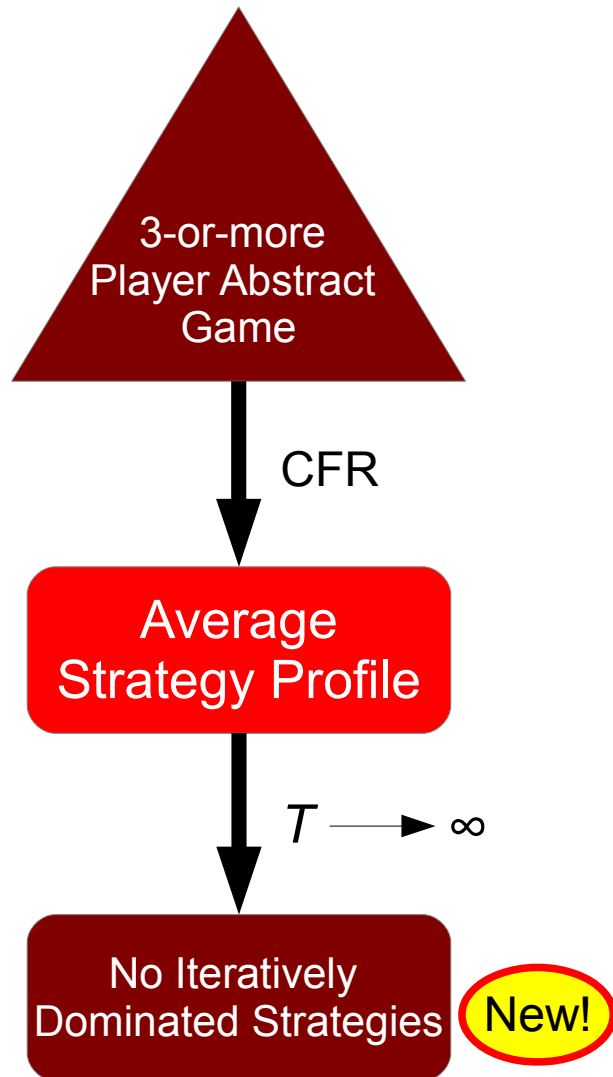 3-or-more
Player Abstract
Game
CFR
Average
Strategy Profile
T → ∞
No Iteratively
Dominated Strategies
New!